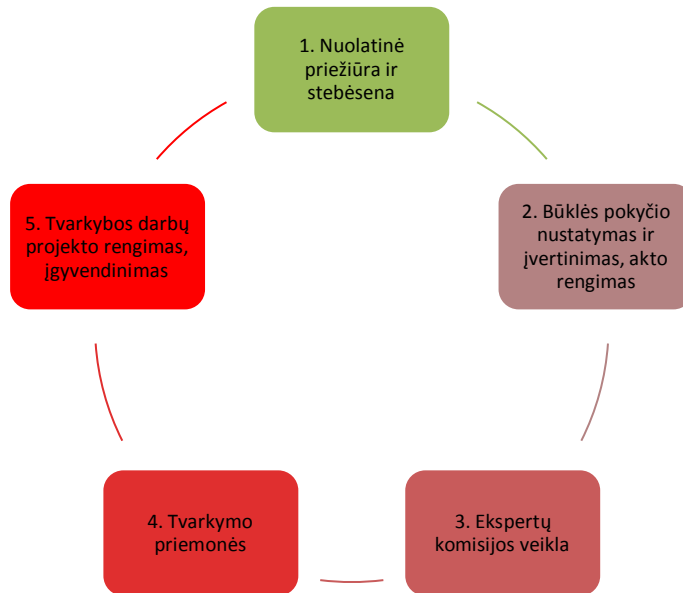 1. Nuolatinė
priežiūra ir
stebėsena
2. Būklės pokyčio
nustatymas ir
įvertinimas, akto
rengimas
3. Ekspertų
komisijos veikla
4. Tvarkymo
priemonės
5. Tvarkybos darbų
projekto rengimas,
įgyvendinimas